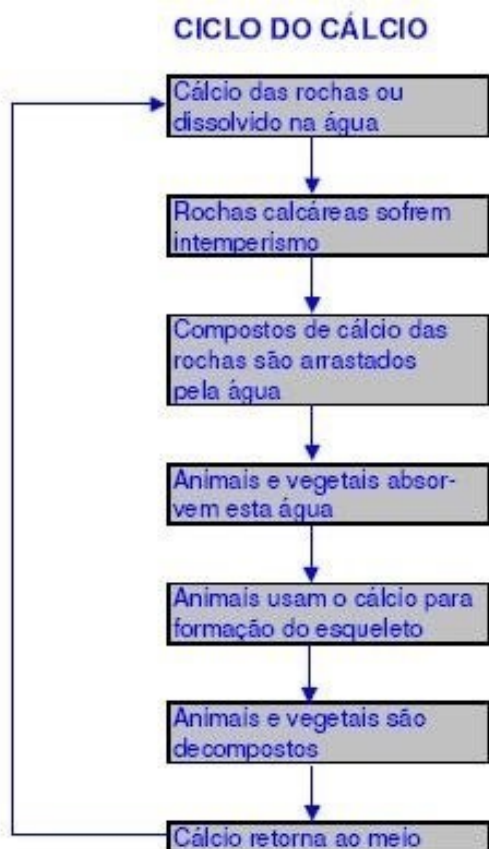 CICLO DO CÁLCIO
Cálcio das rochas ou
dissolvido na água
Rochas calcáreas sofrem
intemperismo
Compostos de cálcio das
rochas são arrastados
pela água
Animais e vegetais absor-
vem esta água
Animais usam o cálcio para
formação do esqueleto
Animais e vegetais são
decompostos
Cálcio retorna ao meio